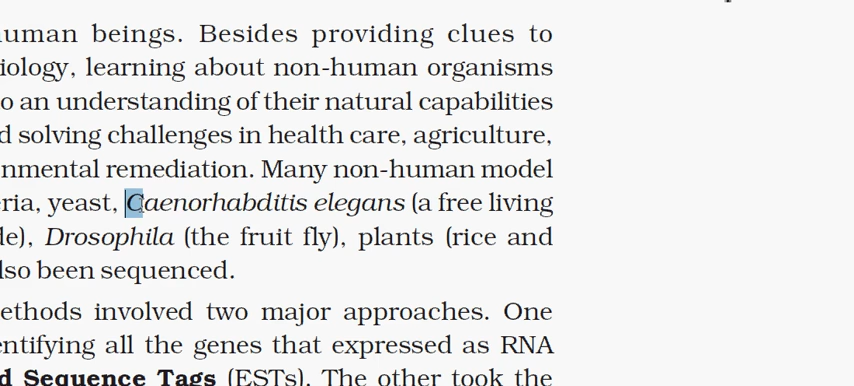 uman beings. Besides providing clues to
iology, learning about non-human organisms
o an understanding of their natural capabilities
d solving challenges in health care, agriculture,
nmental remediation. Many non-human model
eria, yeast, Caenorhabditis elegans (a free living
de), Drosophila (the fruit fly), plants (rice and
lso been sequenced.
ethods involved two major approaches. One
entifying all the genes that expressed as RNA
d Sequence Tags (ESTs). The other took the